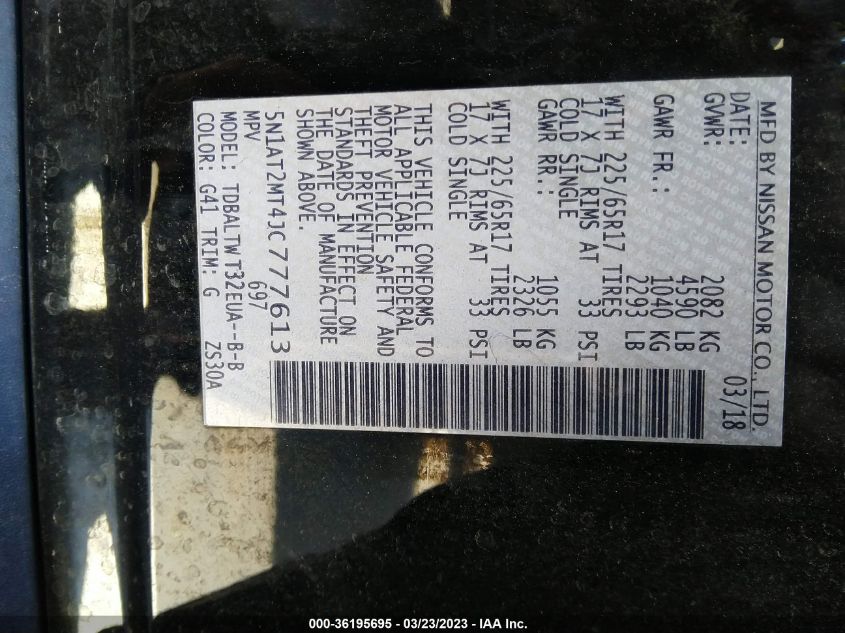 MFD BY NISSAN MOTOR CO., LTD.
DATE: 03/18
GVWR: 2082 KG
4590 LB
GAWR FR.: 1040 KG
2293 LB
WITH 225/65R17 TIRES
17 X 7J RIMS AT 33 PSI
COLD SINGLE
GAWR RR.: 1055 KG
2326 LB
WITH 225/65R17 TIRES
17 X 7J RIMS AT 33 PSI
COLD SINGLE
THIS VEHICLE CONFORMS TO
ALL APPLICABLE FEDERAL
MOTOR VEHICLE SAFETY AND
THEFT PREVENTION
STANDARDS IN EFFECT ON
THE DATE OF MANUFACTURE
SHOWN ABOVE.
5N1AT2MT4JC777613
MPV 697
MODEL: TDBALTWT32EUA--B-B
COLOR: G41 TRIM: G ZS30A
000-36195695 - 03/23/2023 - IAA Inc.